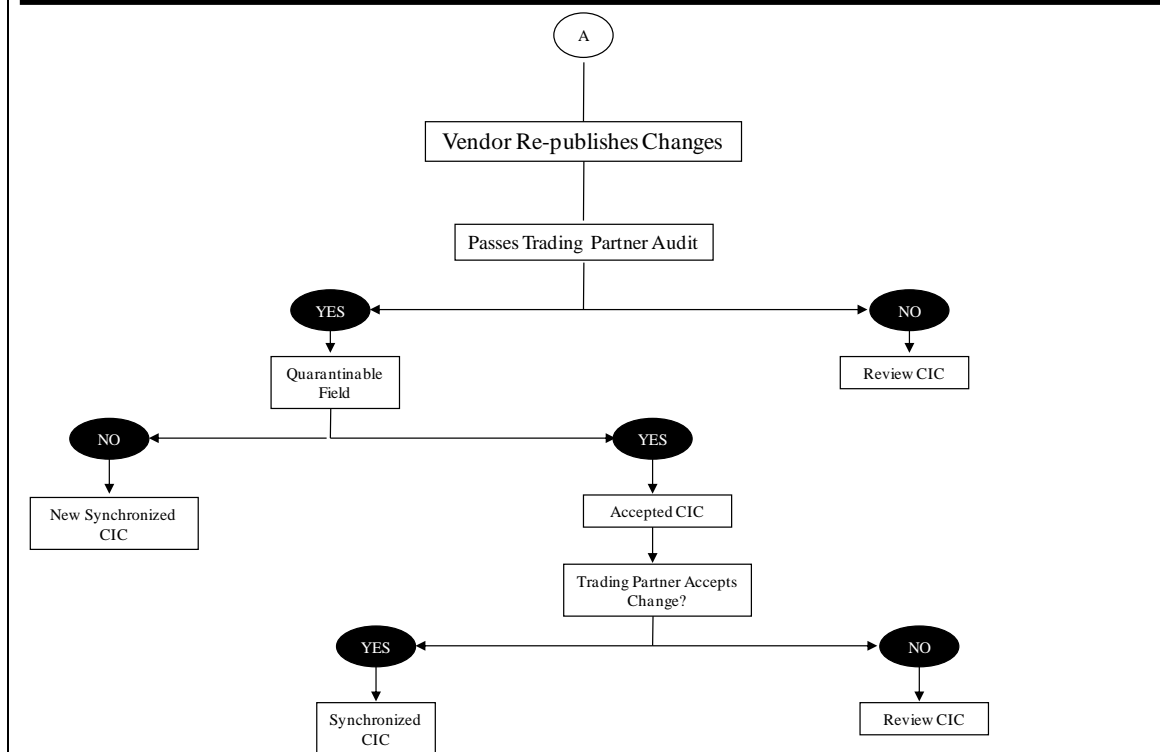 A
Vendor Re-publishes Changes
Passes Trading Partner Audit
YES
NO
Quarantinable
Field
Review CIC
NO
YES
New Synchronized
CIC
Accepted CIC
Trading Partner Accepts
Change?
YES
NO
Synchronized
CIC
Review CIC